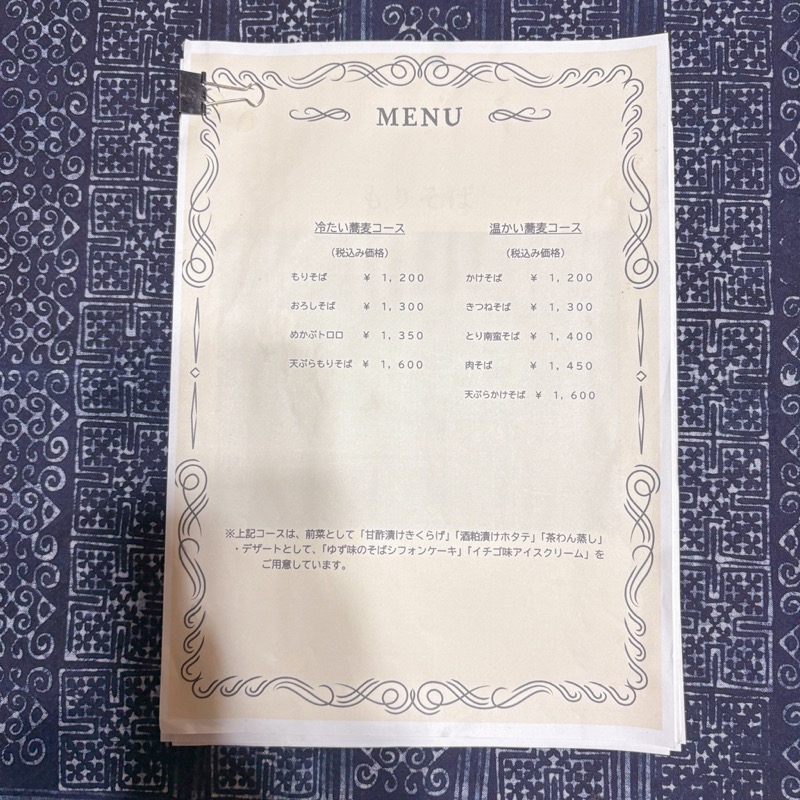 MENU
冷たい蕎麦コース
(税込み価格)
もりそば ¥ 1,200
おろしそば ¥ 1,300
めかぶトロロ ¥ 1,350
天ぷらもりそば ¥ 1,600
温かい蕎麦コース
(税込み価格)
かけそば ¥ 1,200
きつねそば ¥ 1,300
とり南蛮そば ¥ 1,400
肉そば ¥ 1,450
天ぷらかけそば ¥ 1,600
※上記コースは、前菜として「甘酢漬けきくらげ」「酒粕漬けホタテ」「茶わん蒸し」
・デザートとして、「ゆず味のそばシフォンケーキ」「イチゴ味アイスクリーム」を
ご用意しています。